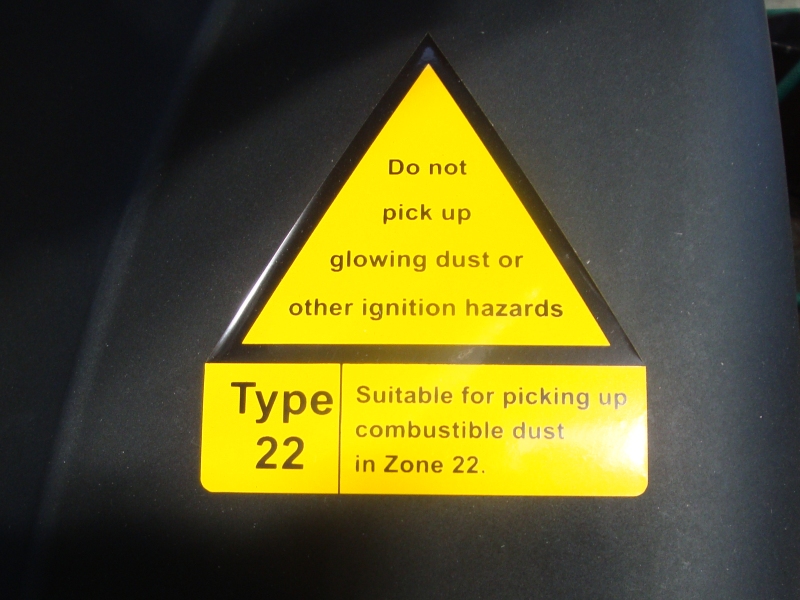 Do not
pick up
glowing dust or
other ignition hazards
Type
22
Suitable for picking up
combustible dust
in Zone 22.